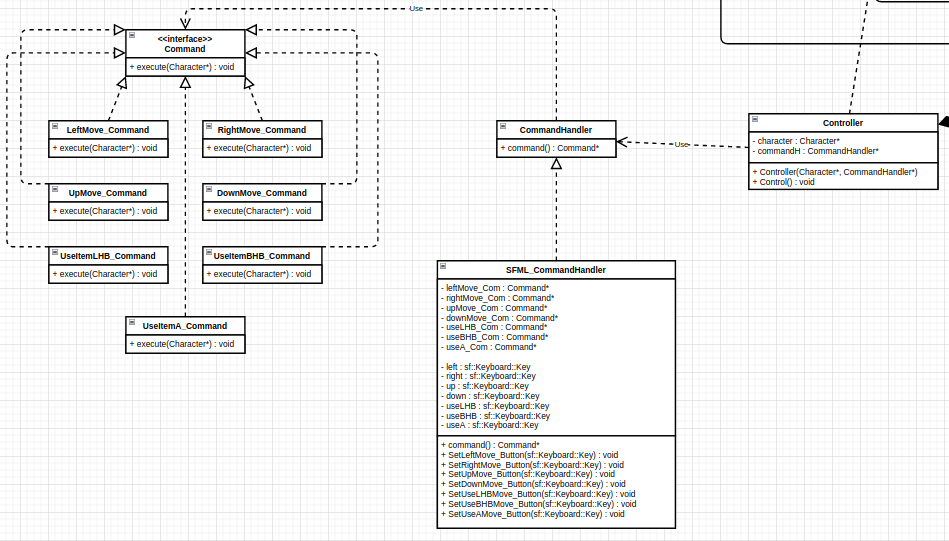 Use
<<interface>>
Command
+ execute(Character*) : void
LeftMove_Command
+ execute(Character*) : void
RightMove_Command
+ execute(Character*) : void
UpMove_Command
+ execute(Character*) : void
DownMove_Command
+ execute(Character*) : void
UseItemLHB_Command
+ execute(Character*) : void
UseItemBHB_Command
+ execute(Character*) : void
UseItemA_Command
+ execute(Character*) : void
CommandHandler
+ command() : Command*
Use
Controller
- character : Character*
- commandH : CommandHandler*
+ Controller(Character*, CommandHandler*)
+ Control() : void
SFML_CommandHandler
- leftMove_Com : Command*
- rightMove_Com : Command*
- upMove_Com : Command*
- downMove_Com : Command*
- useLHB_Com : Command*
- useBHB_Com : Command*
- useA_Com : Command*
- left : sf::Keyboard::Key
- right : sf::Keyboard::Key
- up : sf::Keyboard::Key
- down : sf::Keyboard::Key
- useLHB : sf::Keyboard::Key
- useBHB : sf::Keyboard::Key
- useA : sf::Keyboard::Key
+ command() : Command*
+ SetLeftMove_Button(sf::Keyboard::Key) : void
+ SetRightMove_Button(sf::Keyboard::Key) : void
+ SetUpMove_Button(sf::Keyboard::Key) : void
+ SetDownMove_Button(sf::Keyboard::Key) : void
+ SetUseLHBMove_Button(sf::Keyboard::Key) : void
+ SetUseBHBMove_Button(sf::Keyboard::Key) : void
+ SetUseAMove_Button(sf::Keyboard::Key) : void